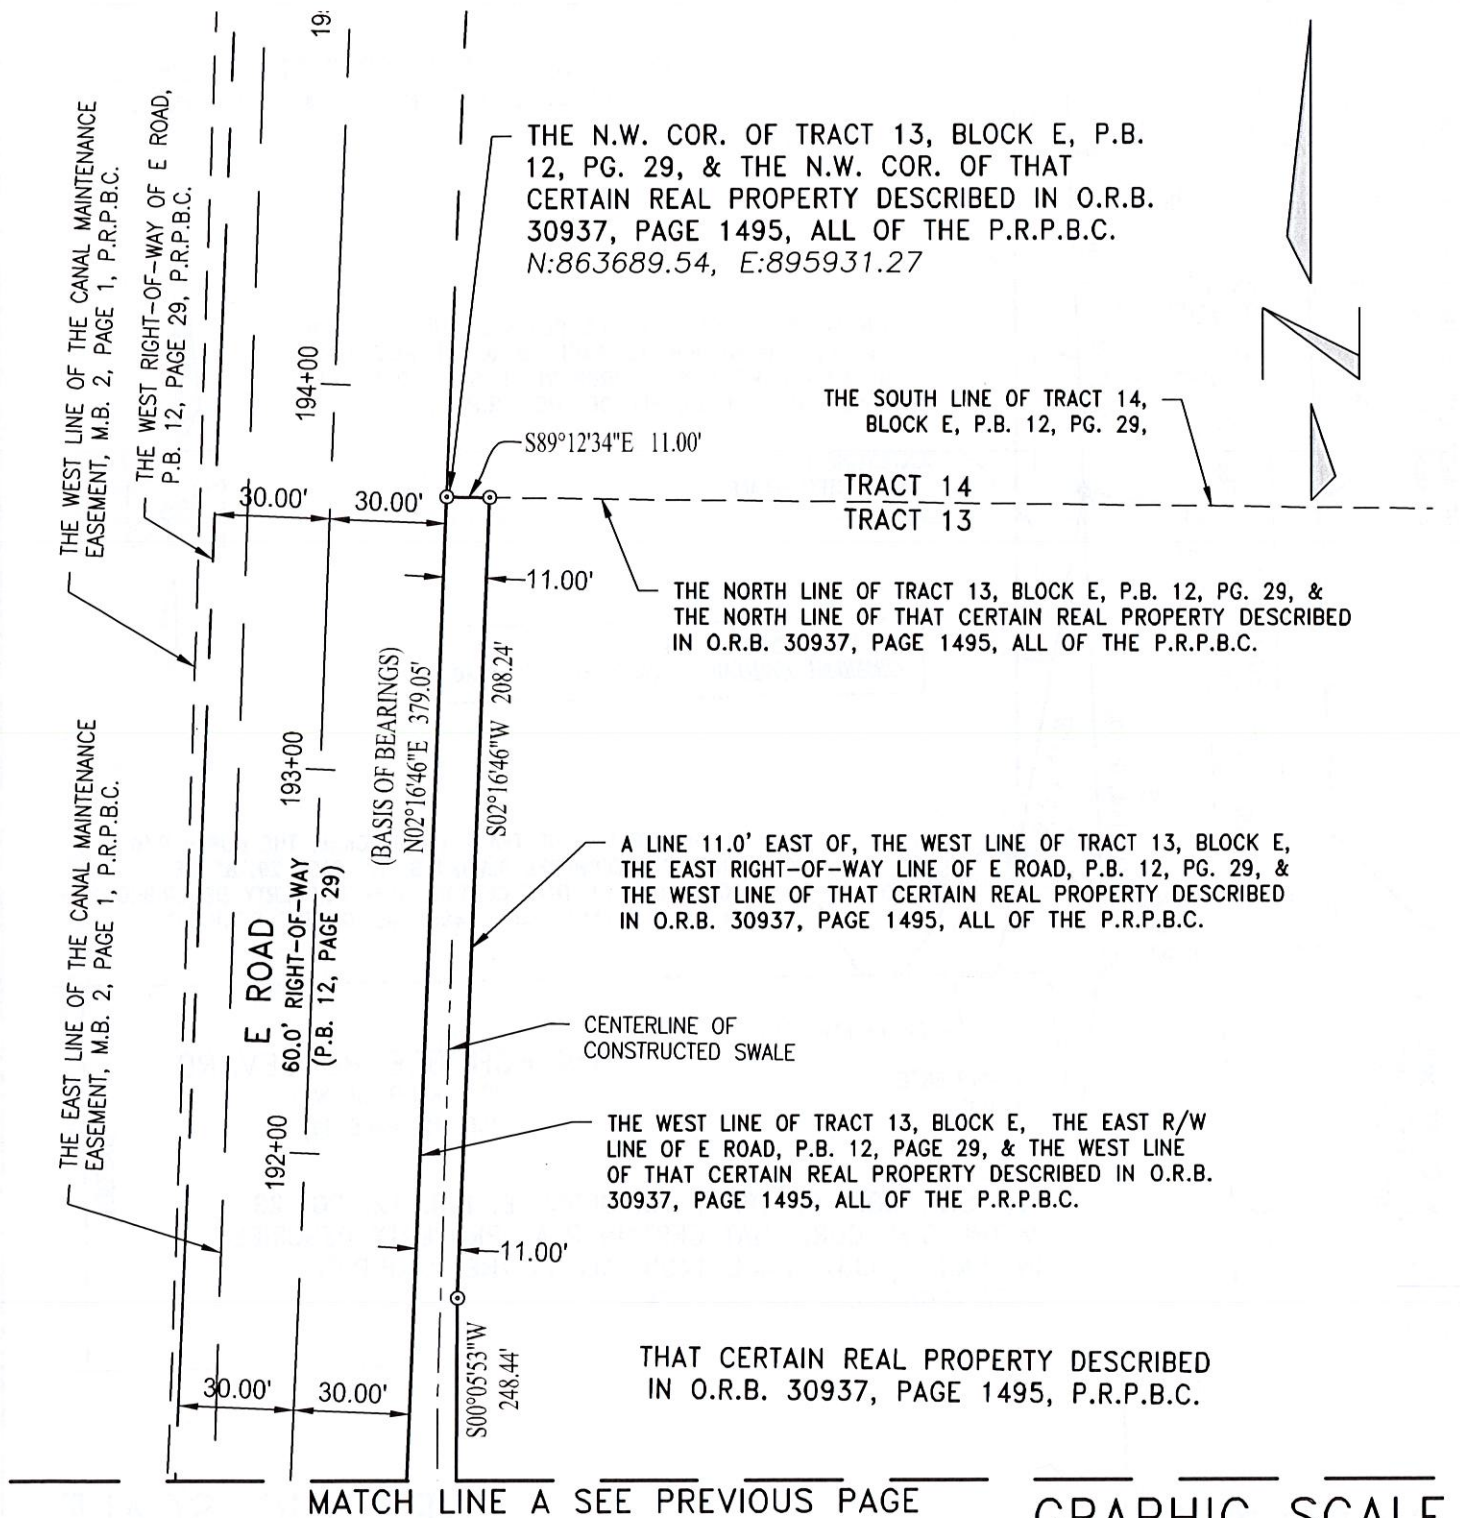 195
THE WEST LINE OF THE CANAL MAINTENANCE
EASEMENT, M.B. 2, PAGE 1, P.R.P.B.C.
THE WEST RIGHT-OF-WAY OF E ROAD,
P.B. 12, PAGE 29, P.R.P.B.C.
THE N.W. COR. OF TRACT 13, BLOCK E, P.B.
12, PG. 29, & THE N.W. COR. OF THAT
CERTAIN REAL PROPERTY DESCRIBED IN O.R.B.
30937, PAGE 1495, ALL OF THE P.R.P.B.C.
N:863689.54, E:895931.27
N
194+00
THE SOUTH LINE OF TRACT 14,
BLOCK E, P.B. 12, PG. 29,
S89°12'34"E 11.00'
30.00'
30.00'
TRACT 14
TRACT 13
11.00'
THE NORTH LINE OF TRACT 13, BLOCK E, P.B. 12, PG. 29, &
THE NORTH LINE OF THAT CERTAIN REAL PROPERTY DESCRIBED
IN O.R.B. 30937, PAGE 1495, ALL OF THE P.R.P.B.C.
(BASIS OF BEARINGS)
N02°16'46"E 379.05'
S02°16'46"W 208.24'
193+00
THE EAST LINE OF THE CANAL MAINTENANCE
EASEMENT, M.B. 2, PAGE 1, P.R.P.B.C.
E ROAD
60.0' RIGHT-OF-WAY
(P.B. 12, PAGE 29)
A LINE 11.0' EAST OF, THE WEST LINE OF TRACT 13, BLOCK E,
THE EAST RIGHT-OF-WAY LINE OF E ROAD, P.B. 12, PG. 29, &
THE WEST LINE OF THAT CERTAIN REAL PROPERTY DESCRIBED
IN O.R.B. 30937, PAGE 1495, ALL OF THE P.R.P.B.C.
CENTERLINE OF
CONSTRUCTED SWALE
192+00
THE WEST LINE OF TRACT 13, BLOCK E, THE EAST R/W
LINE OF E ROAD, P.B. 12, PAGE 29, & THE WEST LINE
OF THAT CERTAIN REAL PROPERTY DESCRIBED IN O.R.B.
30937, PAGE 1495, ALL OF THE P.R.P.B.C.
11.00'
S00°05'53"W
248.44'
THAT CERTAIN REAL PROPERTY DESCRIBED
IN O.R.B. 30937, PAGE 1495, P.R.P.B.C.
30.00'
30.00'
MATCH LINE A SEE PREVIOUS PAGE
GRAPHIC SCALE